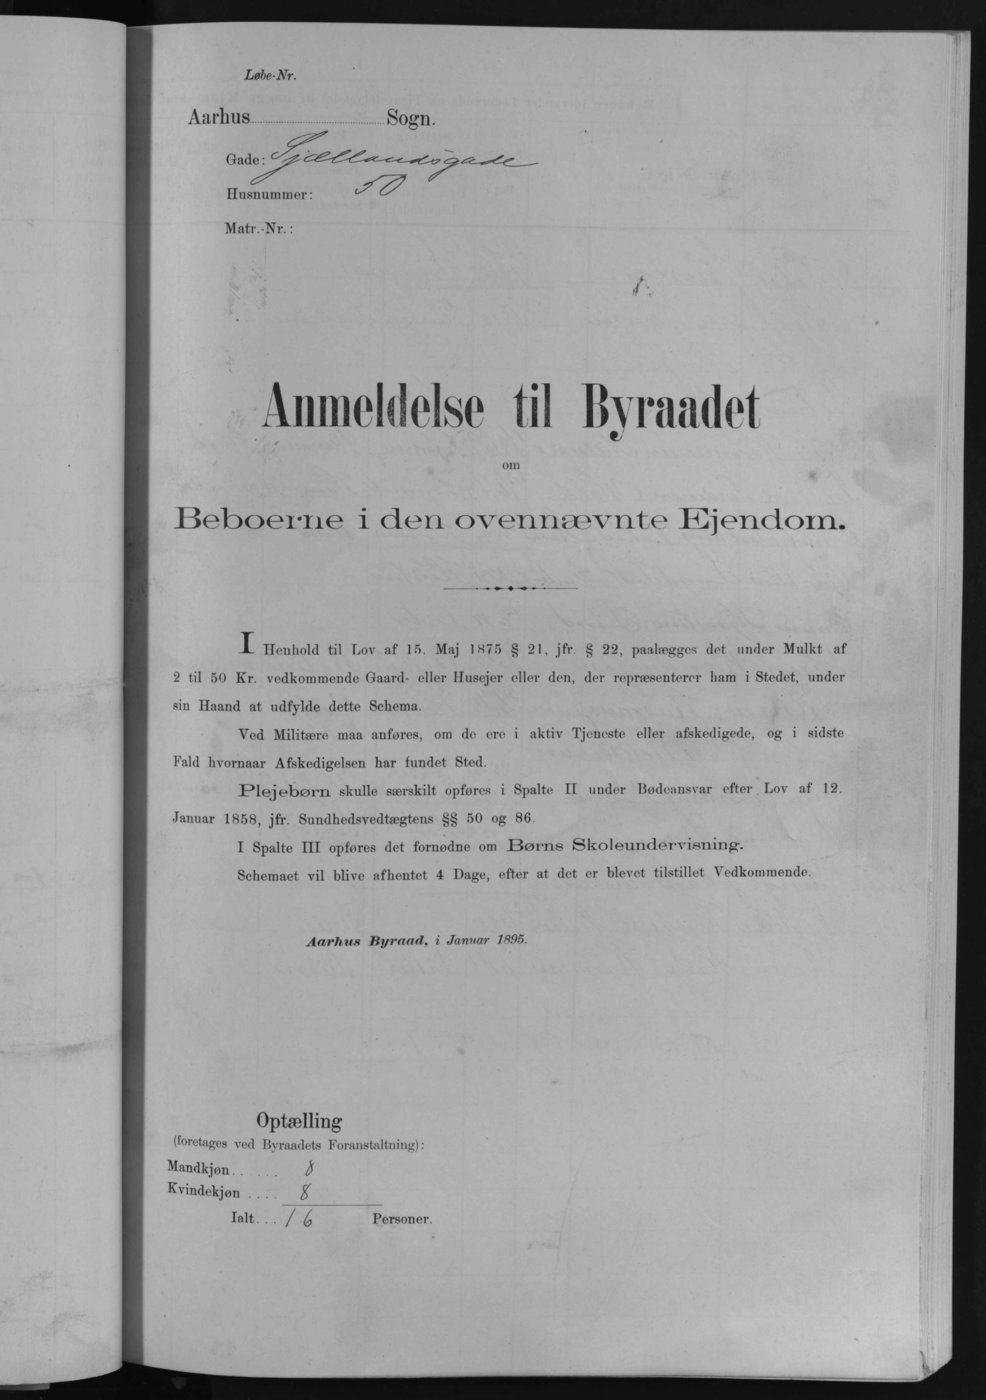 Løbe-Nr.
Aarhus Sogn.
Gade: Sjællandsgade
Husnummer: 50
Matr.-Nr.:
Anmeldelse til Byraadet
om
Beboerne i den ovennævnte Ejendom.
I Henhold til Lov af 15. Maj 1875 § 21, jfr. § 22, paalægges det under Mulkt af
2 til 50 Kr. vedkommende Gaard- eller Husejer eller den, der repræsenterer ham i Stedet, under
sin Haand at udfylde dette Schema.
Ved Militære maa anføres, om de ere i aktiv Tjeneste eller afskedigede, og i sidste
Fald hvornaar Afskedigelsen har fundet Sted.
Plejebørn skulle særskilt opføres i Spalte II under Bødeansvar efter Lov af 12.
Januar 1858, jfr. Sundhedsvedtægtens §§ 50 og 86.
I Spalte III opføres det fornødne om Børns Skoleundervisning.
Schemaet vil blive afhentet 4 Dage, efter at det er blevet tilstillet Vedkommende.
Aarhus Byraad, i Januar 1895.
Optælling
(foretages ved Byraadets Foranstaltning):
Mandkjøn...... 8
Kvindekjøn .... 8
Ialt... 16 Personer.